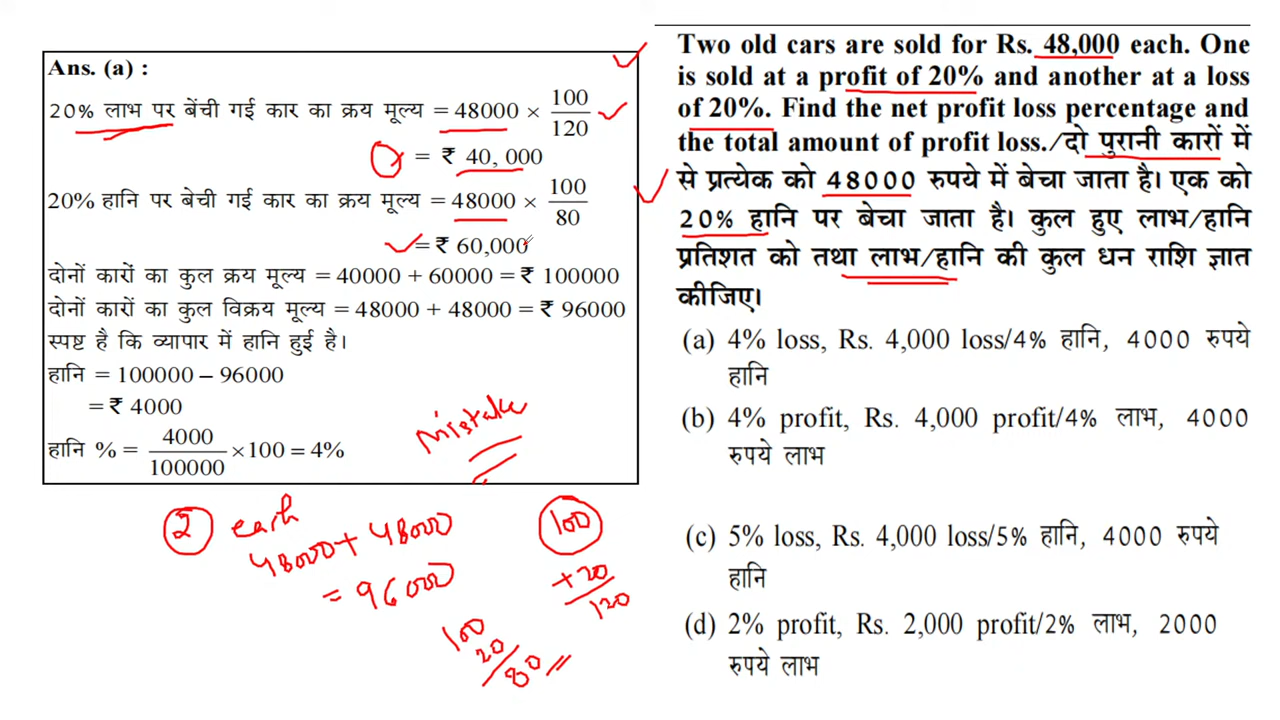 Ans. (a) :
20% लाभ पर बेंची गई कार का क्रय मूल्य = 48000 × 100/120
= ₹ 40, 000
20% हानि पर बेची गई कार का क्रय मूल्य = 48000 × 100/80
= ₹ 60,000
दोनों कारों का कुल क्रय मूल्य = 40000 + 60000 = ₹ 100000
दोनों कारों का कुल विक्रय मूल्य = 48000 + 48000 = ₹ 96000
स्पष्ट है कि व्यापार में हानि हुई है।
हानि = 100000 – 96000
= ₹ 4000
हानि % = 4000/100000 ×100 = 4%
Mistake
2 each
48000 + 48000
= 96000
100
+20
120
100
20
80 =
Two old cars are sold for Rs. 48,000 each. One
is sold at a profit of 20% and another at a loss
of 20%. Find the net profit loss percentage and
the total amount of profit loss./दो पुरानी कारों में
से प्रत्येक को 48000 रुपये में बेचा जाता है। एक को
20% हानि पर बेचा जाता है। कुल हुए लाभ/हानि
प्रतिशत को तथा लाभ/हानि की कुल धन राशि ज्ञात
कीजिए।
(a) 4% loss, Rs. 4,000 loss/4% हानि, 4000 रुपये
हानि
(b) 4% profit, Rs. 4,000 profit/4% लाभ, 4000
रुपये लाभ
(c) 5% loss, Rs. 4,000 loss/5% हानि, 4000 रुपये
हानि
(d) 2% profit, Rs. 2,000 profit/2% लाभ, 2000
रुपये लाभ